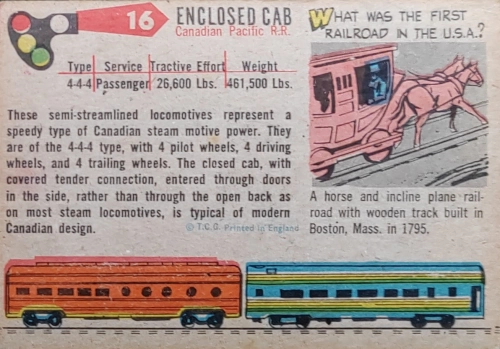 16
ENCLOSED CAB
Canadian Pacific R.R.
Type Service Tractive Effort Weight
4-4-4 Passenger 26,600 Lbs. 461,500 Lbs.
These semi-streamlined locomotives represent a
speedy type of Canadian steam motive power. They
are of the 4-4-4 type, with 4 pilot wheels, 4 driving
wheels, and 4 trailing wheels. The closed cab, with
covered tender connection, entered through doors
in the side, rather than through the open back as
on most steam locomotives, is typical of modern
Canadian design.
© T.C.G. Printed in England
WHAT WAS THE FIRST
RAILROAD IN THE U.S.A.?
A horse and incline plane rail-
road with wooden track built in
Boston, Mass. in 1795.